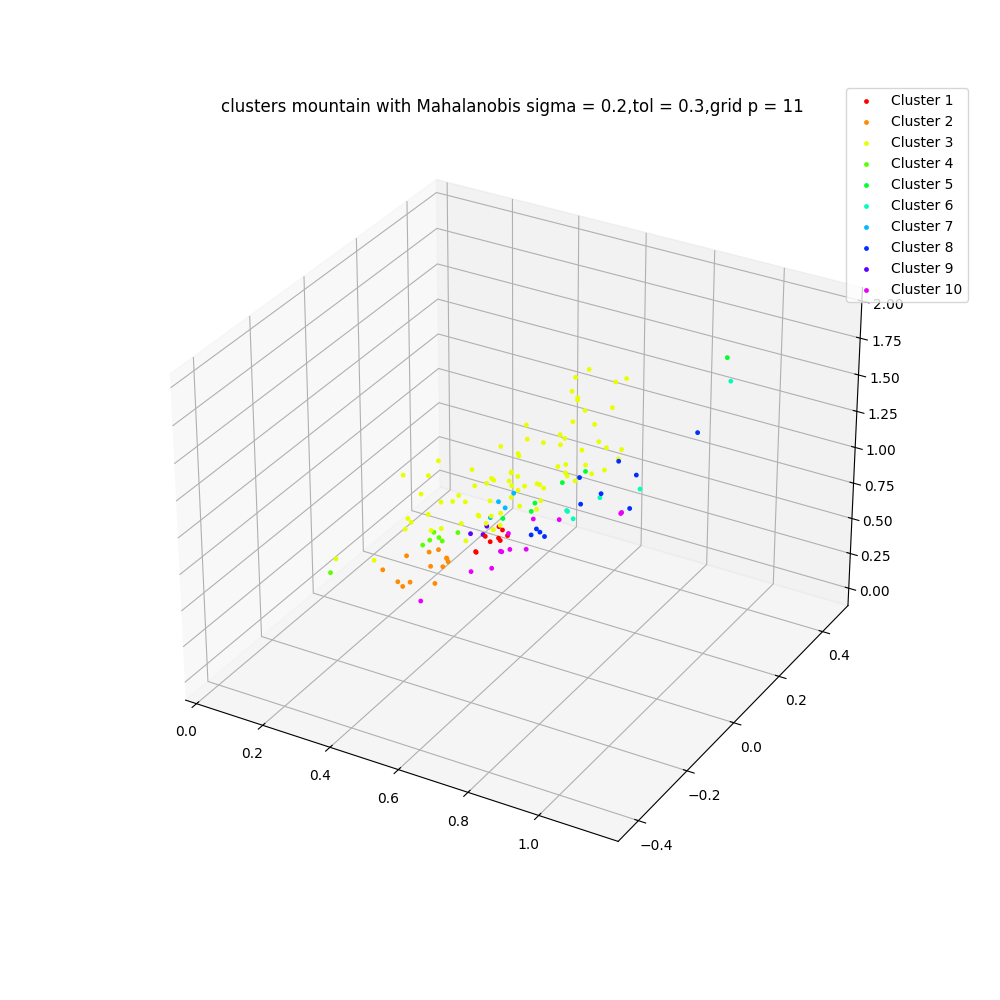 clusters mountain with Mahalanobis sigma = 0.2,tol = 0.3,grid p = 11
Cluster 1
Cluster 2
Cluster 3
Cluster 4
Cluster 5
Cluster 6
Cluster 7
Cluster 8
Cluster 9
Cluster 10
2.00
1.75
1.50
1.25
1.00
0.75
0.50
0.25
0.00
0.4
0.2
0.0
−0.2
−0.4
0.0
0.2
0.4
0.6
0.8
1.0